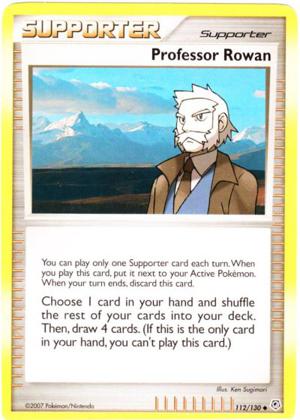 SUPPORTER Supporter
Professor Rowan
You can play only one Supporter card each turn. When
you play this card, put it next to your Active Pokémon.
When your turn ends, discard this card.
Choose 1 card in your hand and shuffle
the rest of your cards into your deck.
Then, draw 4 cards. (If this is the only card
in your hand, you can't play this card.)
Illus. Ken Sugimori
©2007 Pokémon/Nintendo 112/130